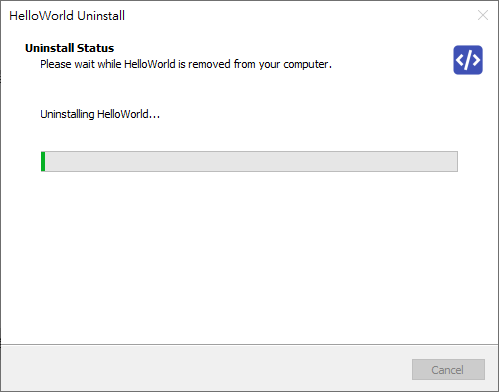 HelloWorld Uninstall
Uninstall Status
Please wait while HelloWorld is removed from your computer.
</>
Uninstalling HelloWorld...
Cancel